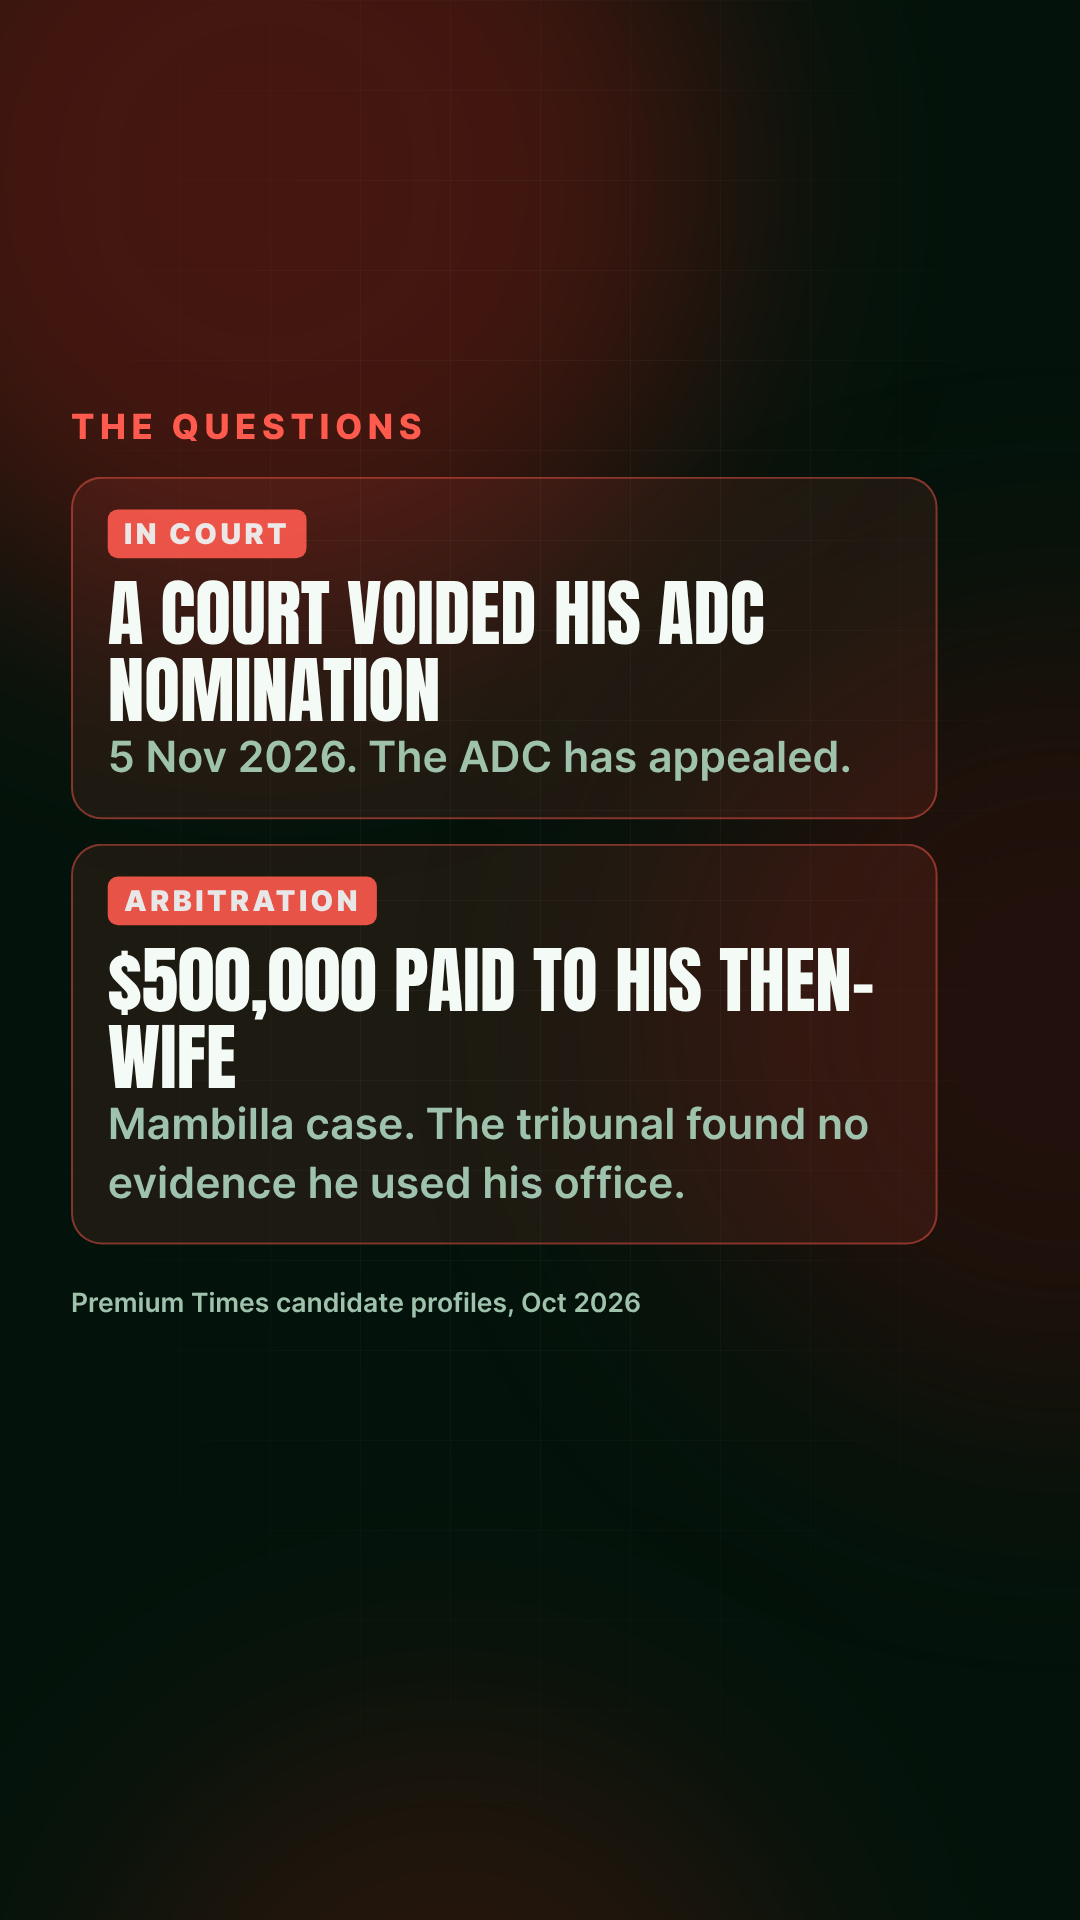 THE QUESTIONS
IN COURT
A COURT VOIDED HIS ADC
NOMINATION
5 Nov 2026. The ADC has appealed.
ARBITRATION
$500,000 PAID TO HIS THEN-
WIFE
Mambilla case. The tribunal found no
evidence he used his office.
Premium Times candidate profiles, Oct 2026